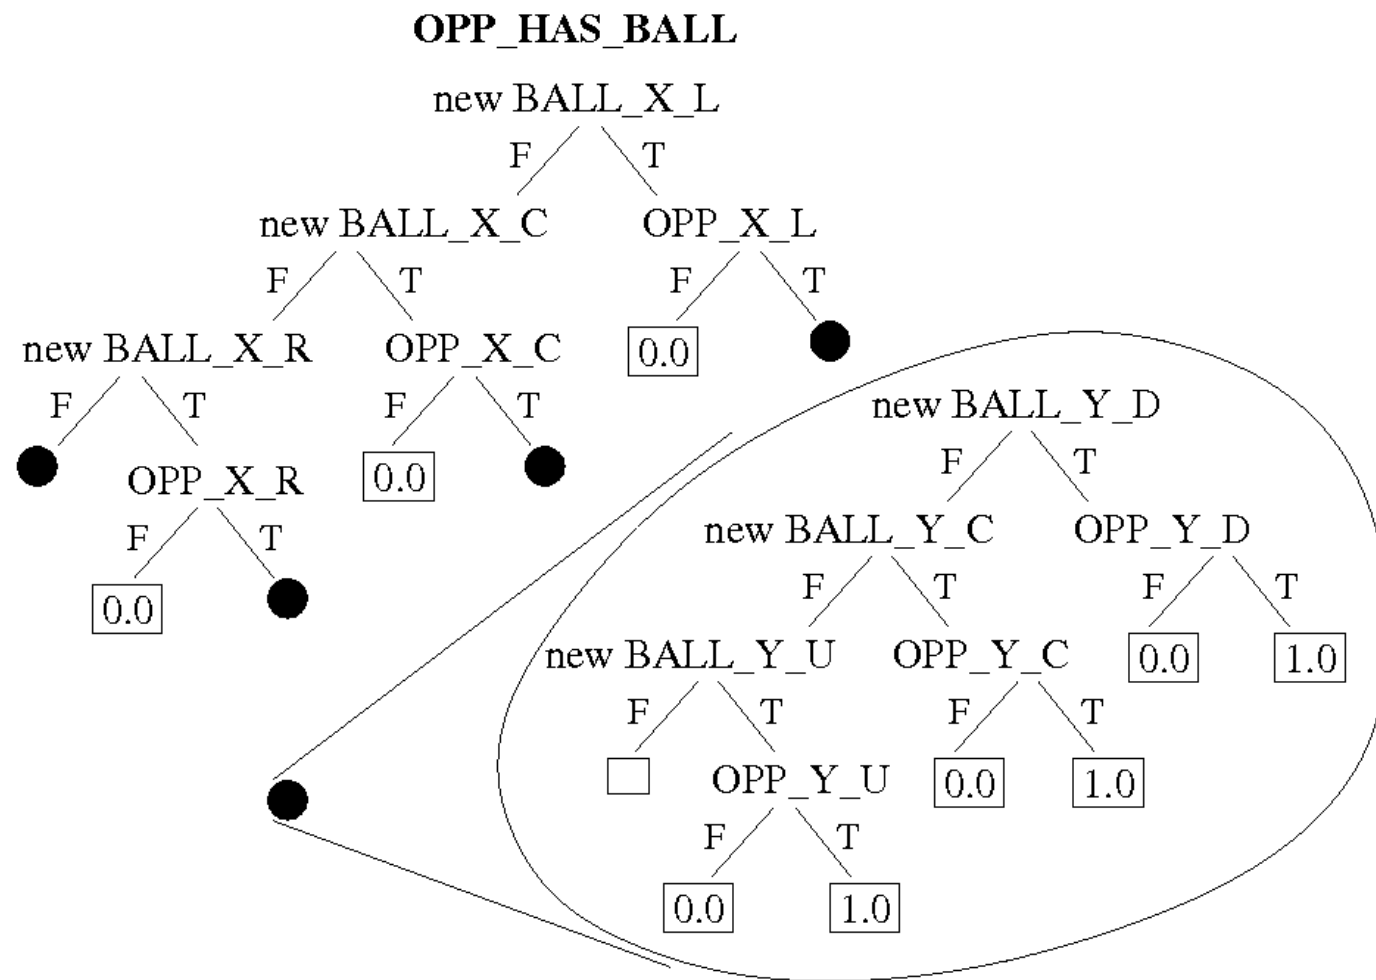 OPP_HAS_BALL
new BALL_X_L
F T
new BALL_X_C OPP_X_L
F T F T
new BALL_X_R OPP_X_C 0.0
F T F T new BALL_Y_D
OPP_X_R 0.0 F T
F T new BALL_Y_C OPP_Y_D
0.0 F T F T
new BALL_Y_U OPP_Y_C 0.0 1.0
F T F T
OPP_Y_U 0.0 1.0
F T
0.0 1.0